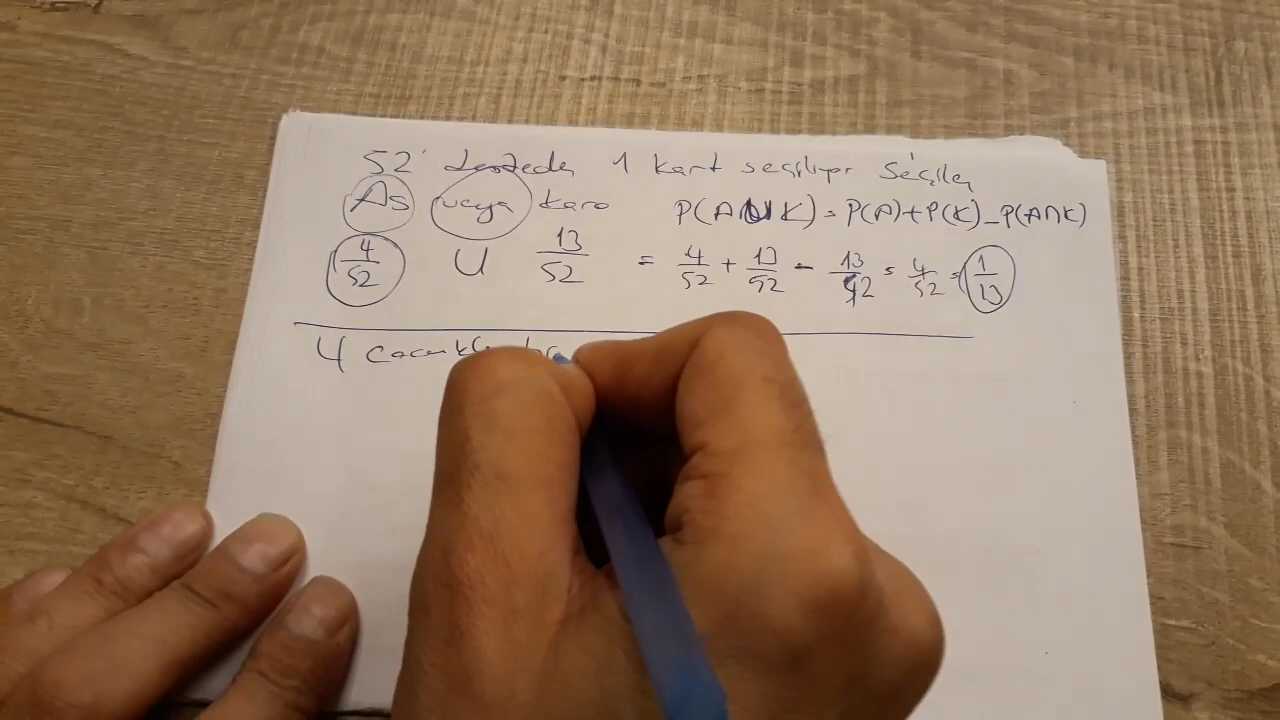 52' destede 1 kart seçiliyor Seçilen
As veya karo P(A U K) = P(A) + P(K) - P(A∩K)
4/52 U 13/52 = 4/52 + 13/52 - 13/52 = 4/52 = 1/13
4 çocuklu